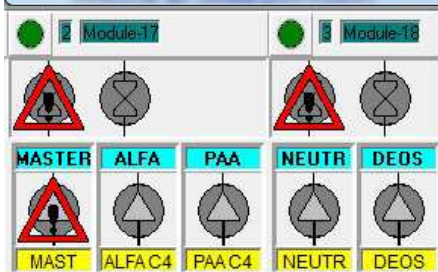 2 Module-17 3 Module-18
MASTER ALFA PAA NEUTR DEOS
MAST ALFA C4 PAA C4 NEUTR DEOS